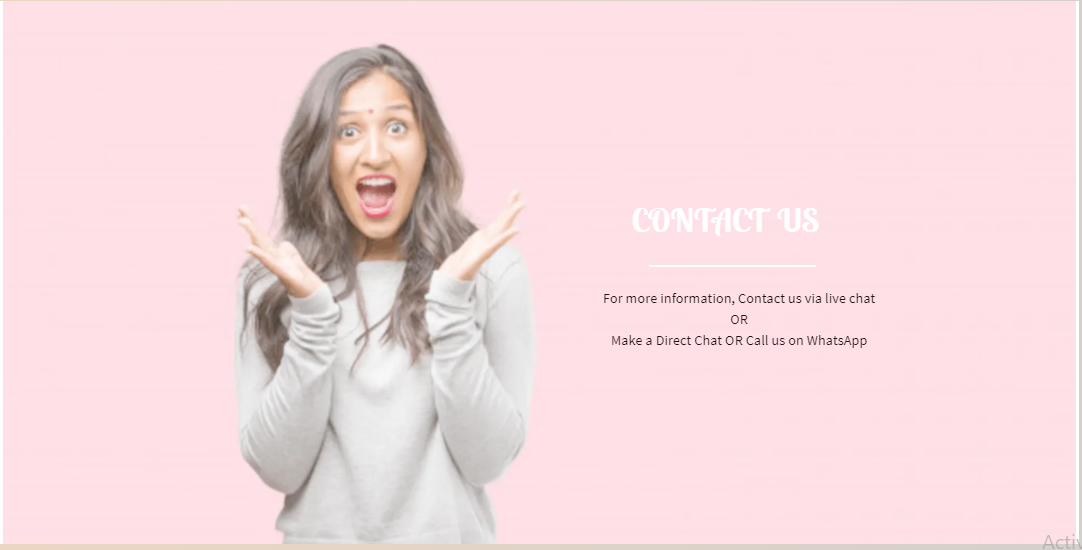 CONTACT US
For more information, Contact us via live chat
OR
Make a Direct Chat OR Call us on WhatsApp